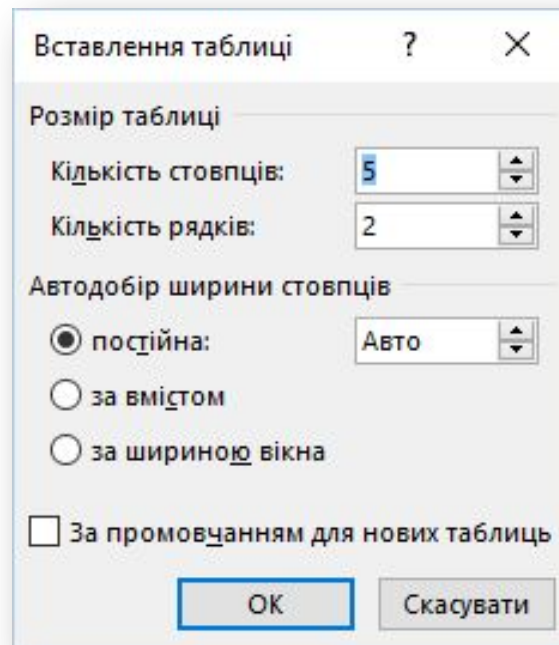 Вставлення таблиці ? ×
Розмір таблиці
Кількість стовпців: 5
Кількість рядків: 2
Автодобір ширини стовпців
постійна: Авто
за вмістом
за шириною вікна
За промовчанням для нових таблиць
ОК Скасувати